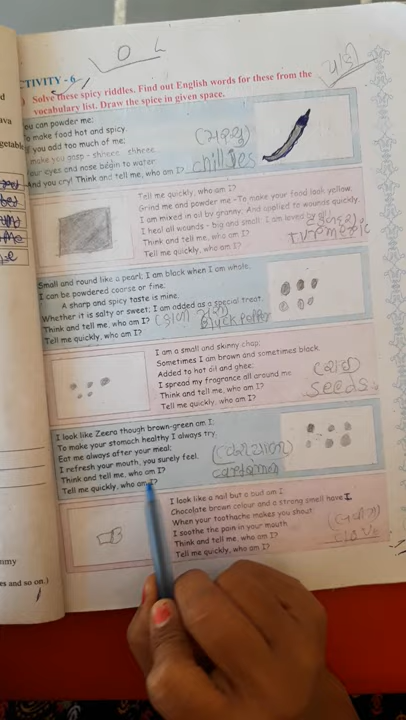 O L
CTIVITY - 6
Solve these spicy riddles. Find out English words for these from the
vocabulary list. Draw the spice in given space.
ou can powder me;
o make food hot and spicy.
If you add too much of me;
I make you gasp - shheee.. shheee
Your eyes and nose begin to water;
And you cry! Think and tell me, who am I?
chillies
Tell me quickly, who am I?
Grind me and powder me - To make your food look yellow.
I am mixed in oil by granny. And applied to wounds quickly.
I heal all wounds - big and small; I am loved
Think and tell me, who am I?
Tell me quickly, who am I?
Turmeric
Small and round like a pearl; I am black when I am whole.
I can be powdered coarse or fine;
A sharp and spicy taste is mine.
Whether it is salty or sweet; I am added as a special treat.
Think and tell me, who am I?
Tell me quickly, who am I?
I am a small and skinny chap;
Sometimes I am brown and sometimes black.
Added to hot oil and ghee;
I spread my fragrance all around me
Think and tell me, who am I?
Tell me quickly, who am I?
seeds
I look like Zeera though brown-green am I;
To make your stomach healthy I always try,
Eat me always after your meal;
I refresh your mouth, you surely feel.
Think and tell me, who am I?
Tell me quickly, who am I?
I look like a nail but a bud am I
Chocolate brown colour and a strong smell have I.
When your toothache makes you shout
I soothe the pain in your mouth
Think and tell me, who am I?
Tell me quickly, who am I?
clove
ava
getable
mmy
es and so on.)